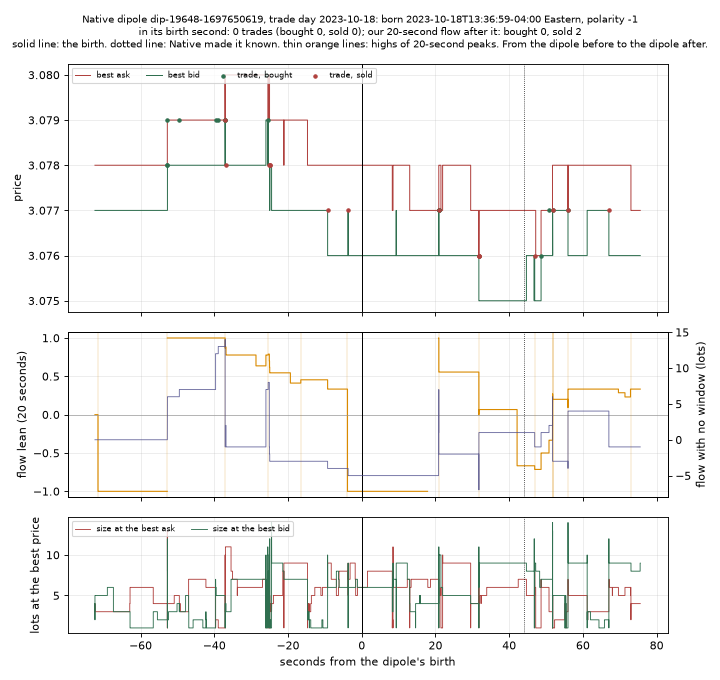 Native dipole dip-19648-1697650619, trade day 2023-10-18: born 2023-10-18T13:36:59-04:00 Eastern, polarity -1
in its birth second: 0 trades (bought 0, sold 0); our 20-second flow after it: bought 0, sold 2
solid line: the birth. dotted line: Native made it known. thin orange lines: highs of 20-second peaks. From the dipole before to the dipole after.
best ask
best bid
trade, bought
trade, sold
3.080
3.079
3.078
3.077
3.076
3.075
price
1.0
0.5
0.0
−0.5
−1.0
flow lean (20 seconds)
15
10
5
0
−5
flow with no window (lots)
size at the best ask
size at the best bid
10
5
lots at the best price
−60
−40
−20
0
20
40
60
80
seconds from the dipole's birth